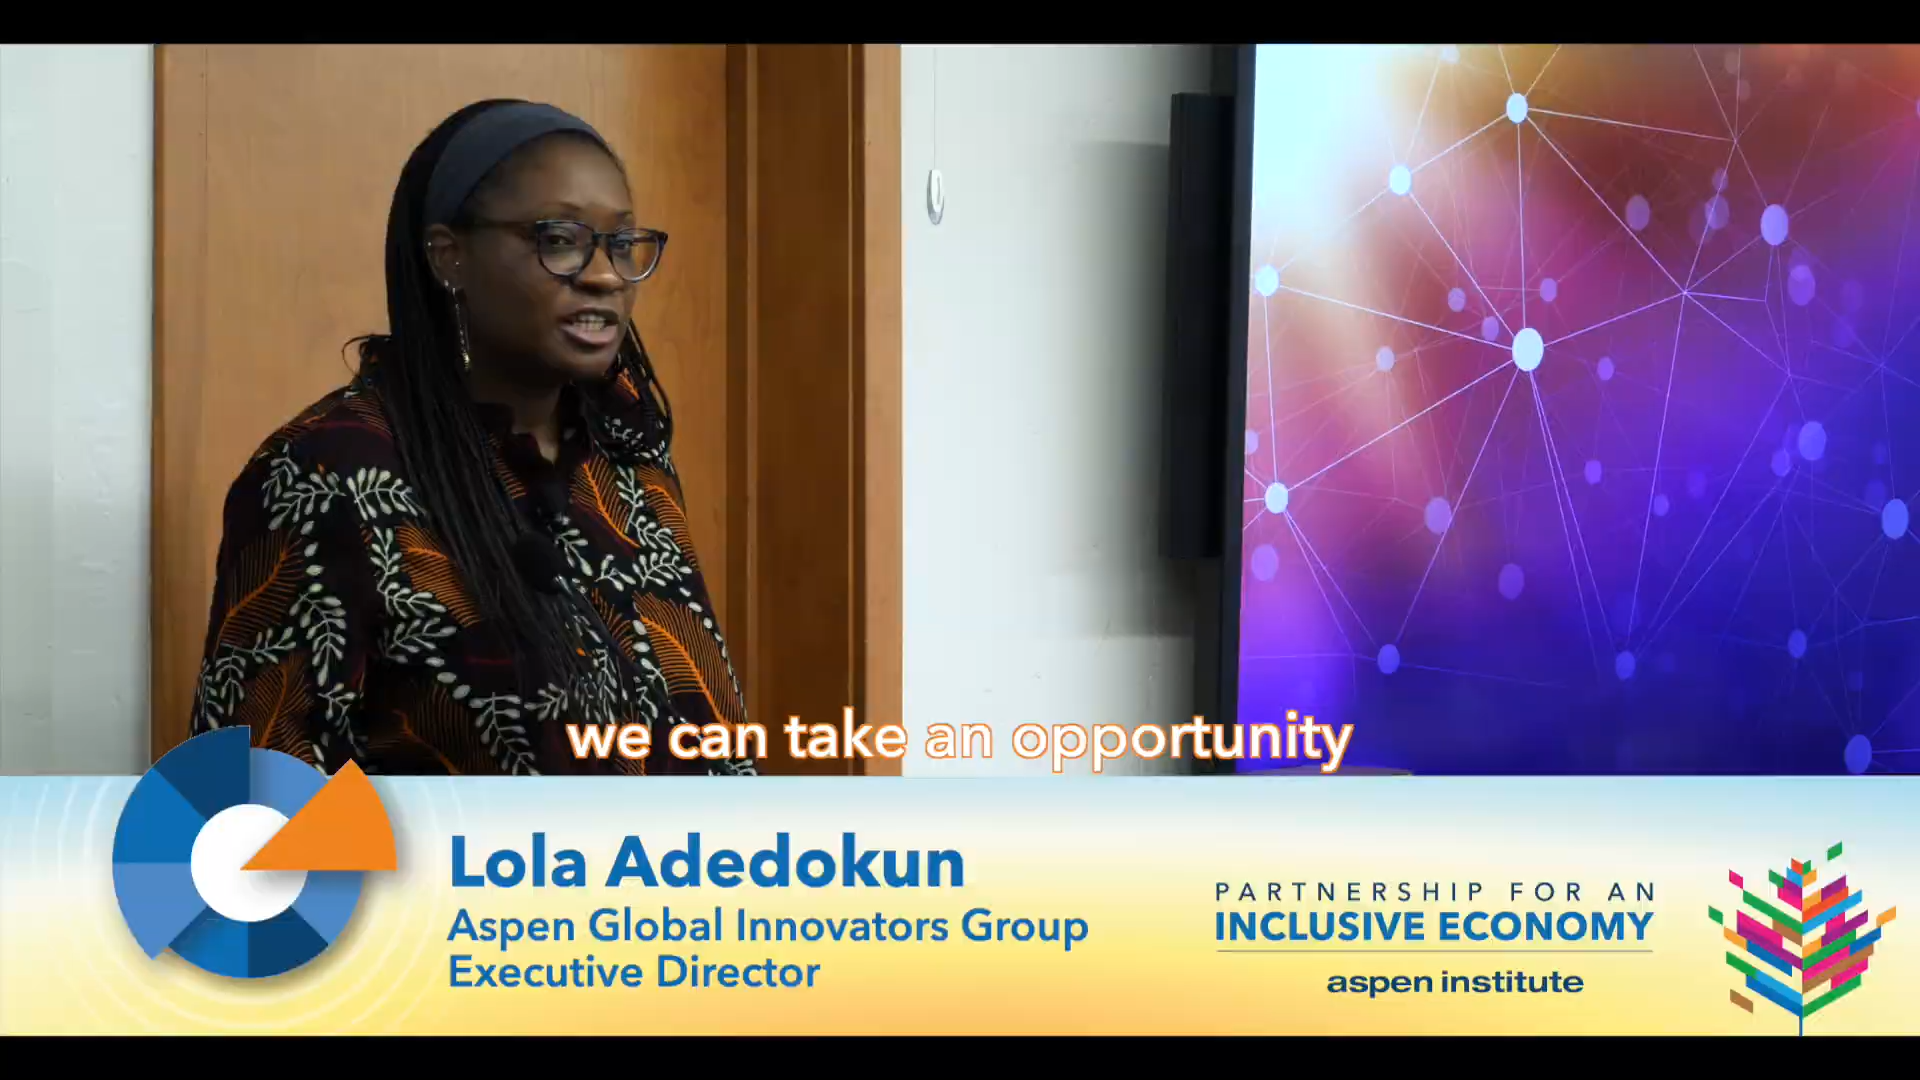 we can take an opportunity
Lola Adedokun
Aspen Global Innovators Group
Executive Director
PARTNERSHIP FOR AN
INCLUSIVE ECONOMY
aspen institute